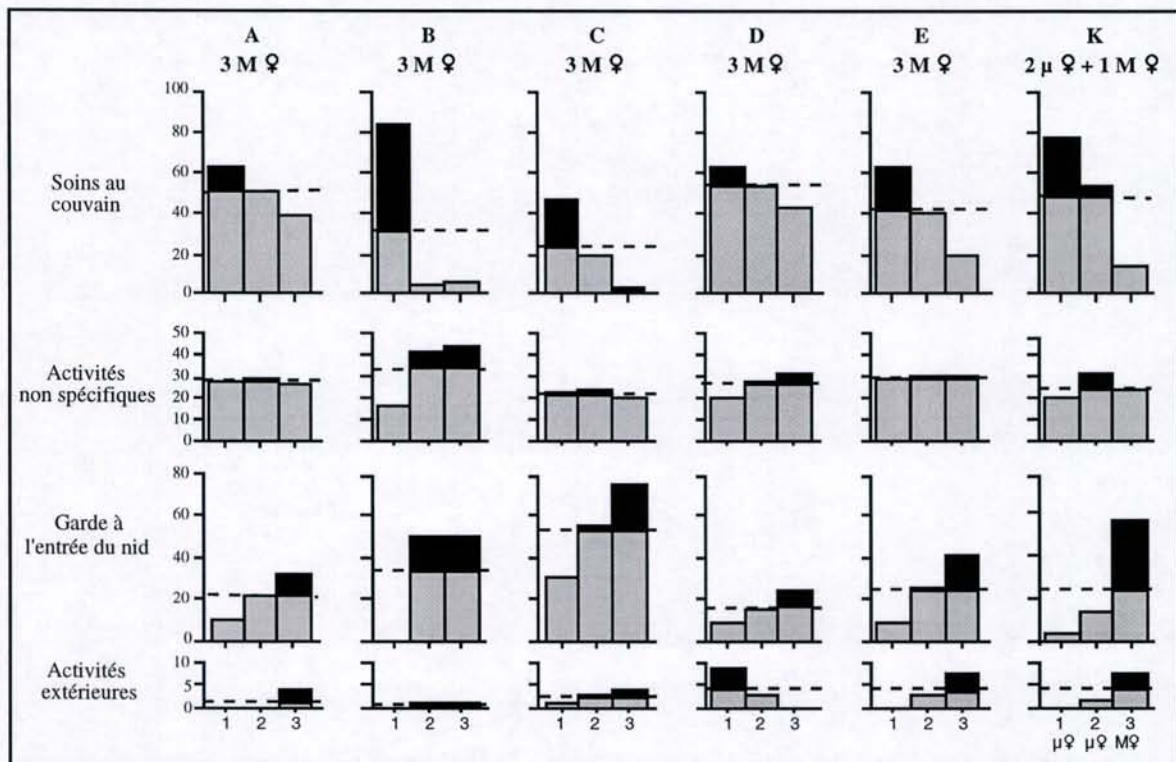 A B C D E K
3 M ♀ 3 M ♀ 3 M ♀ 3 M ♀ 3 M ♀ 2 µ ♀ + 1 M ♀
100
80
60
40
20
0
Soins au
couvain
50
40
30
20
10
0
Activités
non spécifiques
80
60
40
20
0
Garde à
l'entrée du nid
10
5
0
Activités
extérieures
1 2 3 1 2 3 1 2 3 1 2 3 1 2 3 1 2 3
µ♀ µ♀ M♀